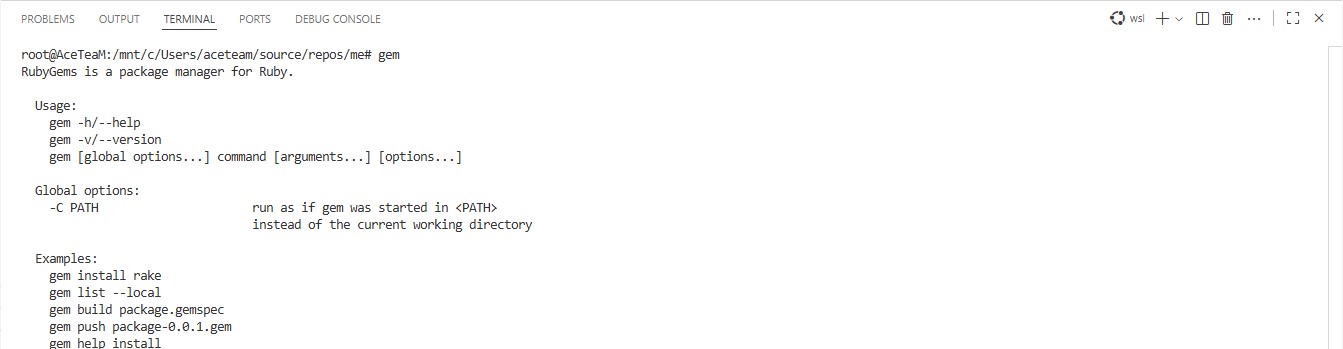 PROBLEMS OUTPUT TERMINAL PORTS DEBUG CONSOLE wsl
root@AceTeaM:/mnt/c/Users/aceteam/source/repos/me# gem
RubyGems is a package manager for Ruby.
Usage:
gem -h/--help
gem -v/--version
gem [global options...] command [arguments...] [options...]
Global options:
-C PATH run as if gem was started in <PATH>
instead of the current working directory
Examples:
gem install rake
gem list --local
gem build package.gemspec
gem push package-0.0.1.gem
gem help install